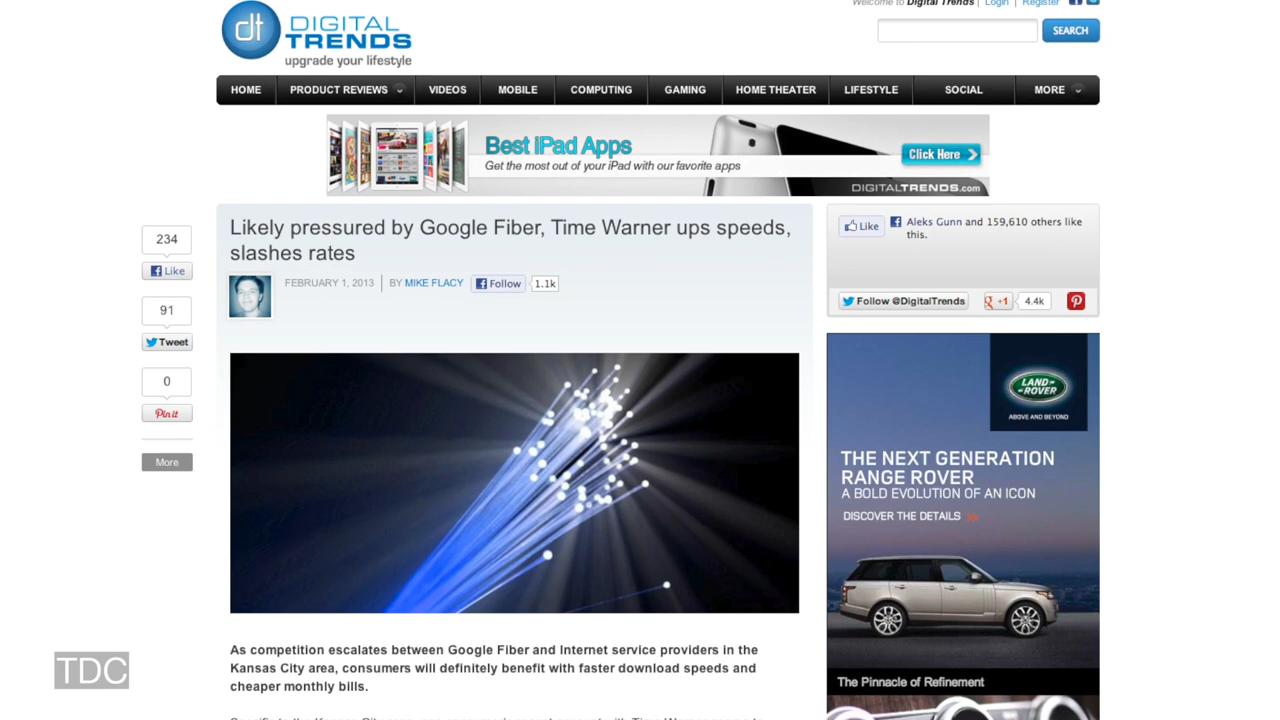 Welcome to Digital Trends | Login | Register
dt DIGITAL
TRENDS
upgrade your lifestyle
SEARCH
HOME PRODUCT REVIEWS VIDEOS MOBILE COMPUTING GAMING HOME THEATER LIFESTYLE SOCIAL MORE
Best iPad Apps
Get the most out of your iPad with our favorite apps
Click Here
DIGITALTRENDS.com
234
Like
91
Tweet
0
Pin it
More
Likely pressured by Google Fiber, Time Warner ups speeds,
slashes rates
FEBRUARY 1, 2013 | BY MIKE FLACY Follow 1.1k
As competition escalates between Google Fiber and Internet service providers in the
Kansas City area, consumers will definitely benefit with faster download speeds and
cheaper monthly bills.
Like Aleks Gunn and 159,610 others like
this.
Follow @DigitalTrends +1 4.4k
LAND-
ROVER
ABOVE AND BEYOND
THE NEXT GENERATION
RANGE ROVER
A BOLD EVOLUTION OF AN ICON
DISCOVER THE DETAILS >>
The Pinnacle of Refinement
TDC